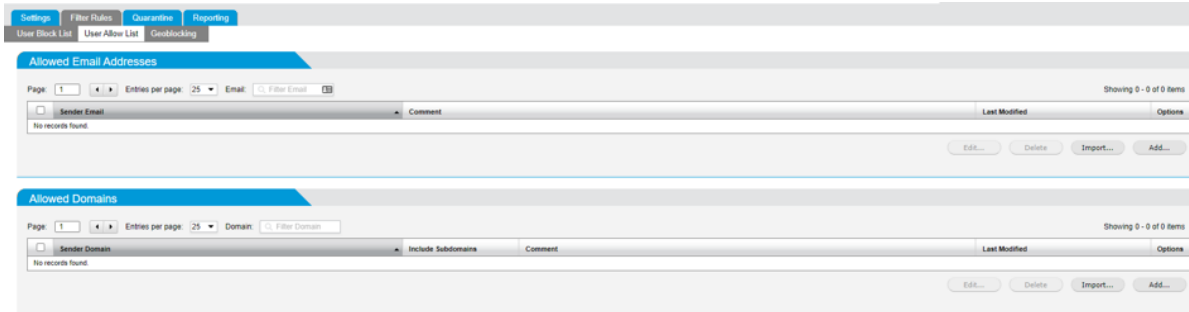 Settings Filter Rules Quarantine Reporting
User Block List User Allow List Geoblocking
Allowed Email Addresses
Page: 1 Entries per page: 25 Email: Filter Email Showing 0 - 0 of 0 items
Sender Email Comment Last Modified Options
No records found.
Edit... Delete Import... Add...
Allowed Domains
Page: 1 Entries per page: 25 Domain: Filter Domain Showing 0 - 0 of 0 items
Sender Domain Include Subdomains Comment Last Modified Options
No records found.
Edit... Delete Import... Add...